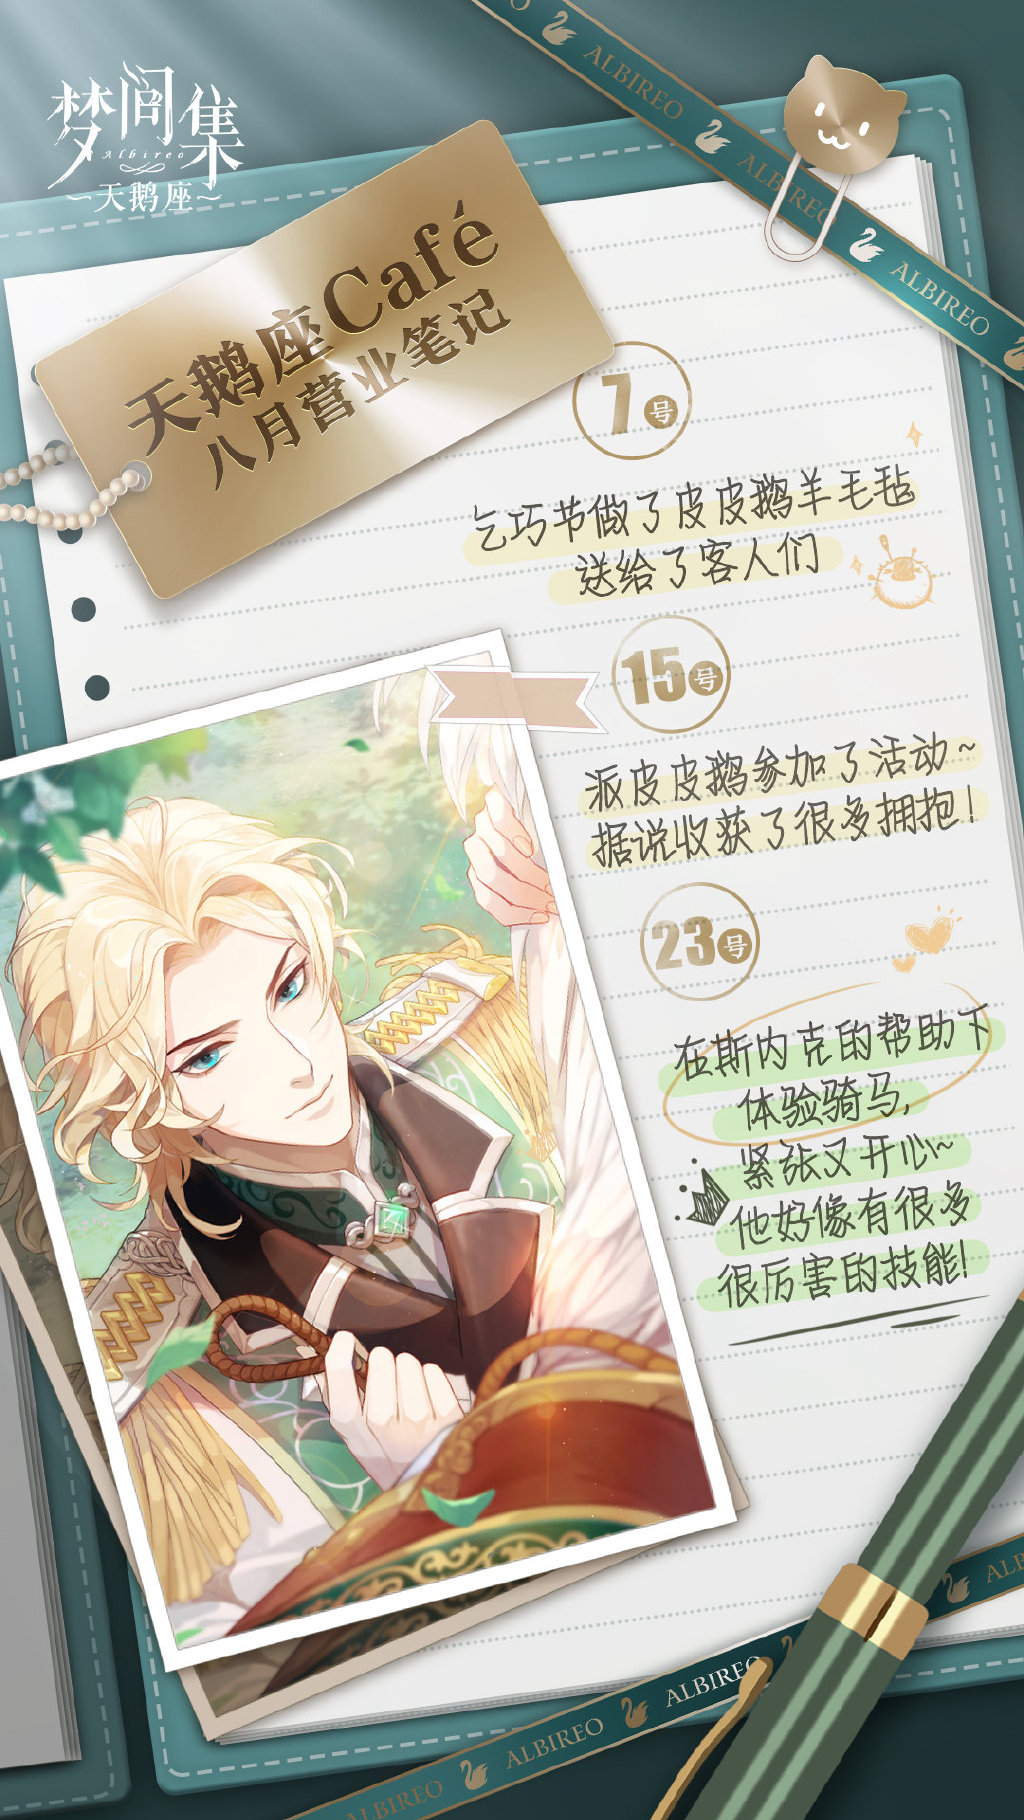 梦间集
Albireo
~天鹅座~
ALBIREO
ALBIREO
ALBIREO
天鹅座Café
八月营业笔记
7号
乞巧节做了皮皮鹅羊毛毡
送给了客人们
15号
派皮皮鹅参加了活动~
据说收获了很多拥抱!
23号
在斯内克的帮助下
体验骑马,
紧张又开心~
他好像有很多
很厉害的技能!
ALBIREO
ALBIREO
ALBIREO
ALBI